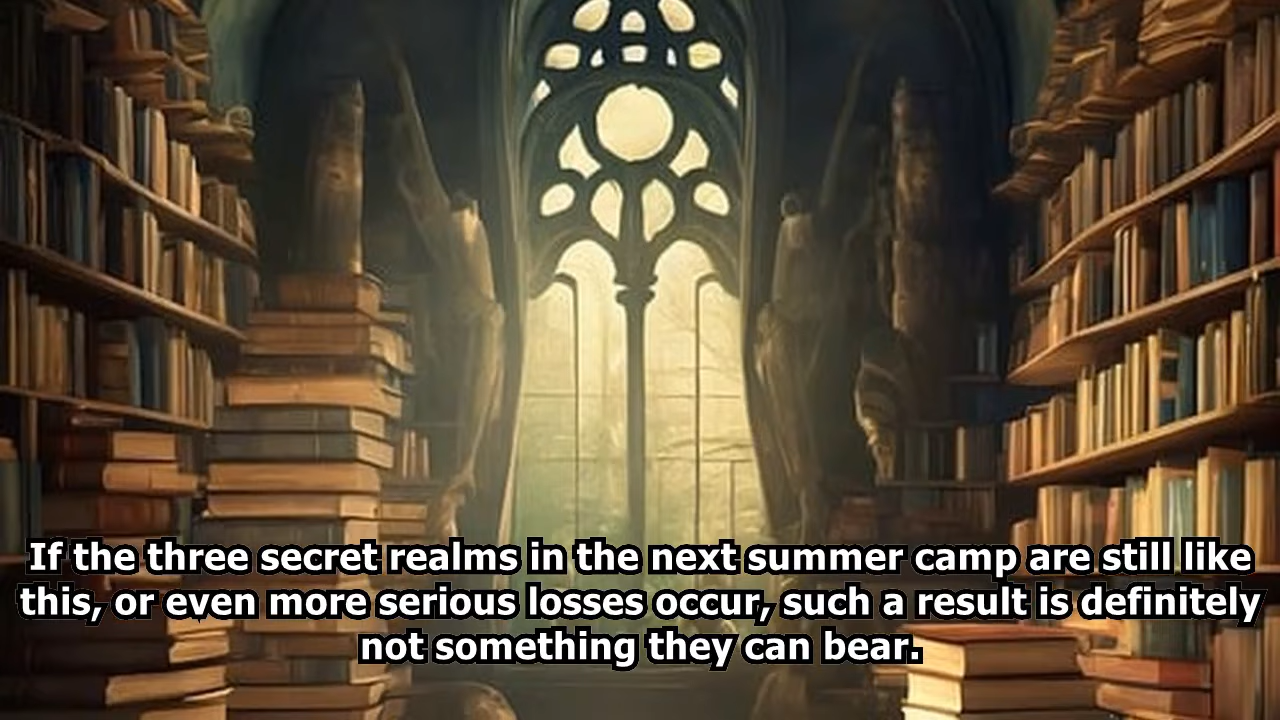 If the three secret realms in the next summer camp are still like
this, or even more serious losses occur, such a result is definitely
not something they can bear.